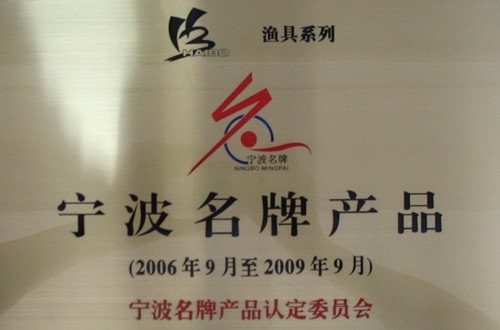 HAIBO 渔具系列
宁波名牌
NINGBO MINGPAI
宁波名牌产品
(2006年9月至2009年9月)
宁波名牌产品认定委员会